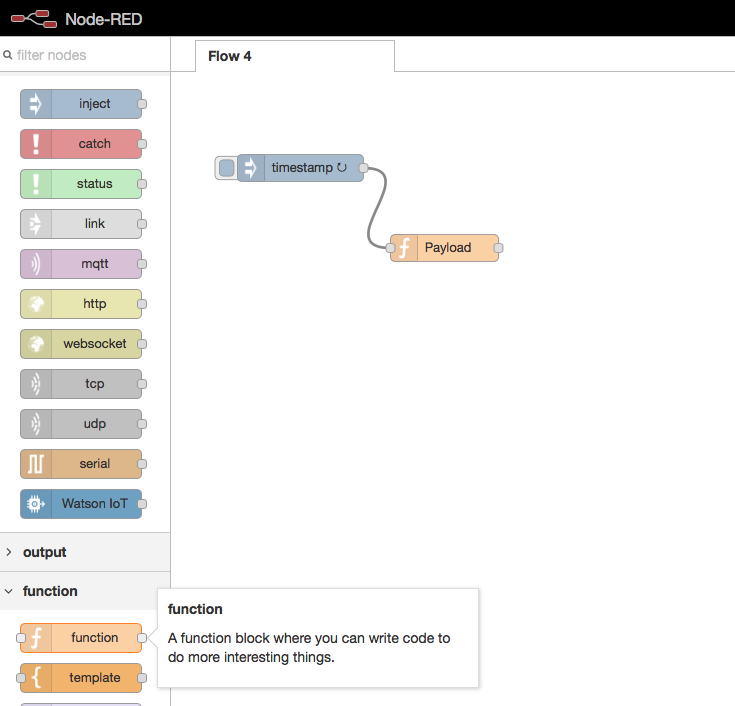 Node-RED
filter nodes
Flow 4
inject
catch
status
link
mqtt
http
websocket
tcp
udp
serial
Watson IoT
timestamp ↻
Payload
output
function
function
template
function
A function block where you can write code to
do more interesting things.